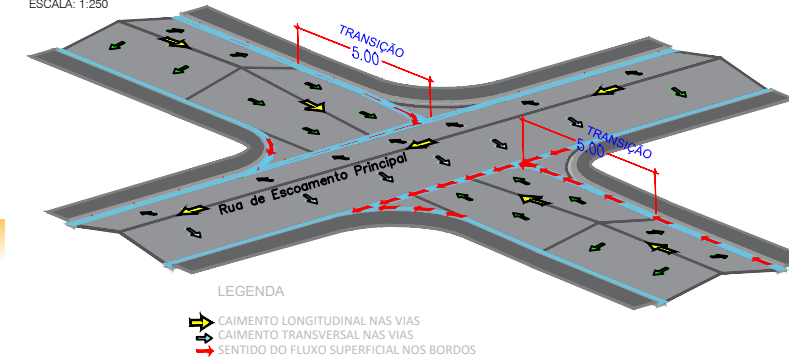 ESCALA: 1:250
TRANSIÇÃO
5.00
TRANSIÇÃO
5.00
Rua de Escoamento Principal
LEGENDA
CAIMENTO LONGITUDINAL NAS VIAS
CAIMENTO TRANSVERSAL NAS VIAS
SENTIDO DO FLUXO SUPERFICIAL NOS BORDOS